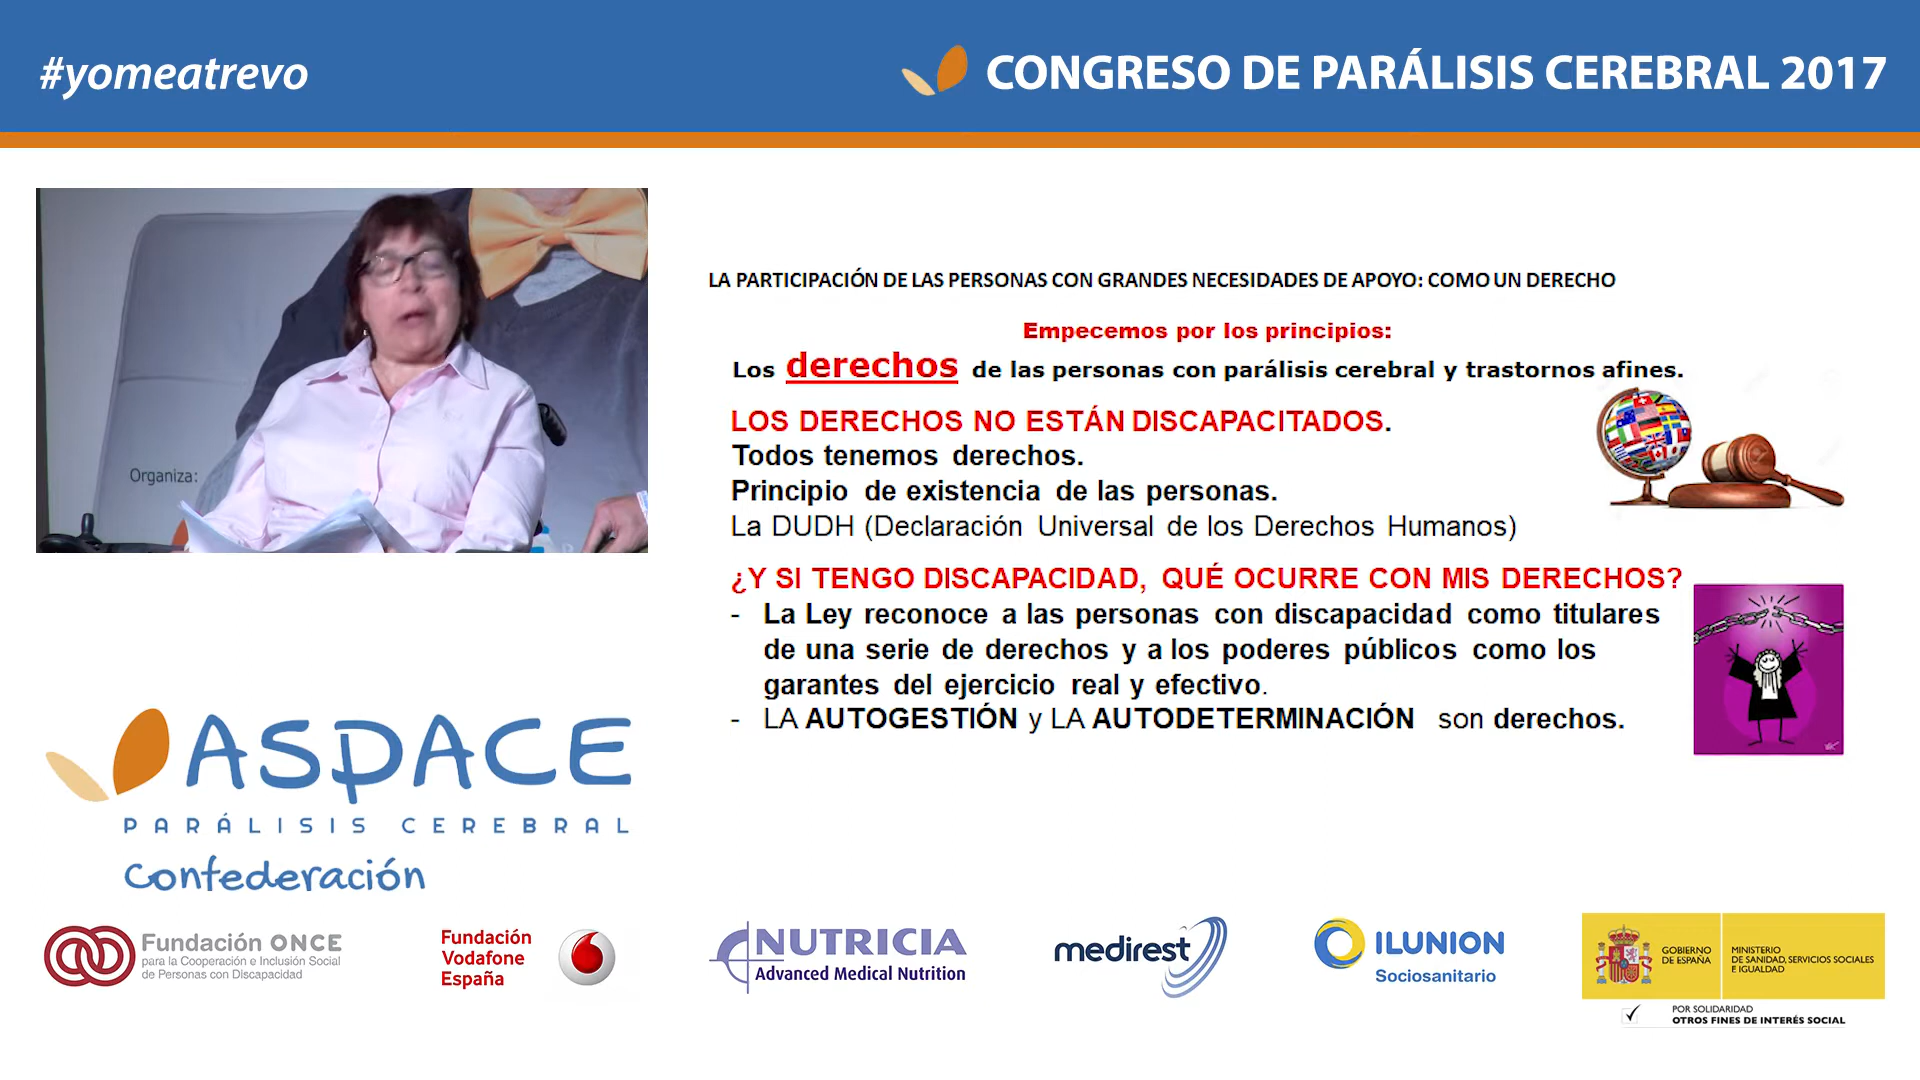 #yomeatrevo
CONGRESO DE PARÁLISIS CEREBRAL 2017
Organiza:
LA PARTICIPACIÓN DE LAS PERSONAS CON GRANDES NECESIDADES DE APOYO: COMO UN DERECHO
Empecemos por los principios:
Los derechos de las personas con parálisis cerebral y trastornos afines.
LOS DERECHOS NO ESTÁN DISCAPACITADOS.
Todos tenemos derechos.
Principio de existencia de las personas.
La DUDH (Declaración Universal de los Derechos Humanos)
¿Y SI TENGO DISCAPACIDAD, QUÉ OCURRE CON MIS DERECHOS?
- La Ley reconoce a las personas con discapacidad como titulares
de una serie de derechos y a los poderes públicos como los
garantes del ejercicio real y efectivo.
- LA AUTOGESTIÓN y LA AUTODETERMINACIÓN son derechos.
ASPACE
PARÁLISIS CEREBRAL
Confederación
Fundación ONCE
para la Cooperación e Inclusión Social
de Personas con Discapacidad
Fundación
Vodafone
España
NUTRICIA
Advanced Medical Nutrition
medirest
ILUNION
Sociosanitario
GOBIERNO
DE ESPAÑA
MINISTERIO
DE SANIDAD, SERVICIOS SOCIALES
E IGUALDAD
POR SOLIDARIDAD
OTROS FINES DE INTERÉS SOCIAL